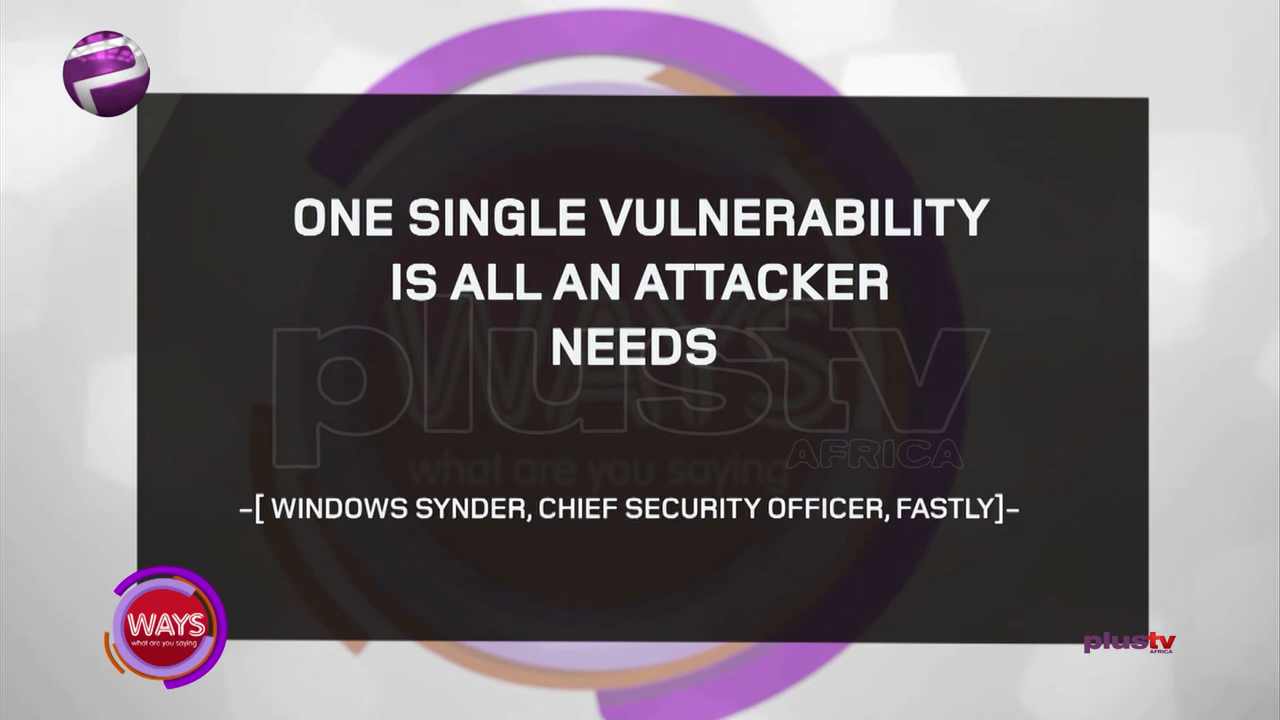 ONE SINGLE VULNERABILITY
IS ALL AN ATTACKER
NEEDS
plustv
AFRICA
WAYS
what are you saying
-[ WINDOWS SYNDER, CHIEF SECURITY OFFICER, FASTLY]-
WAYS
what are you saying
plustv
AFRICA